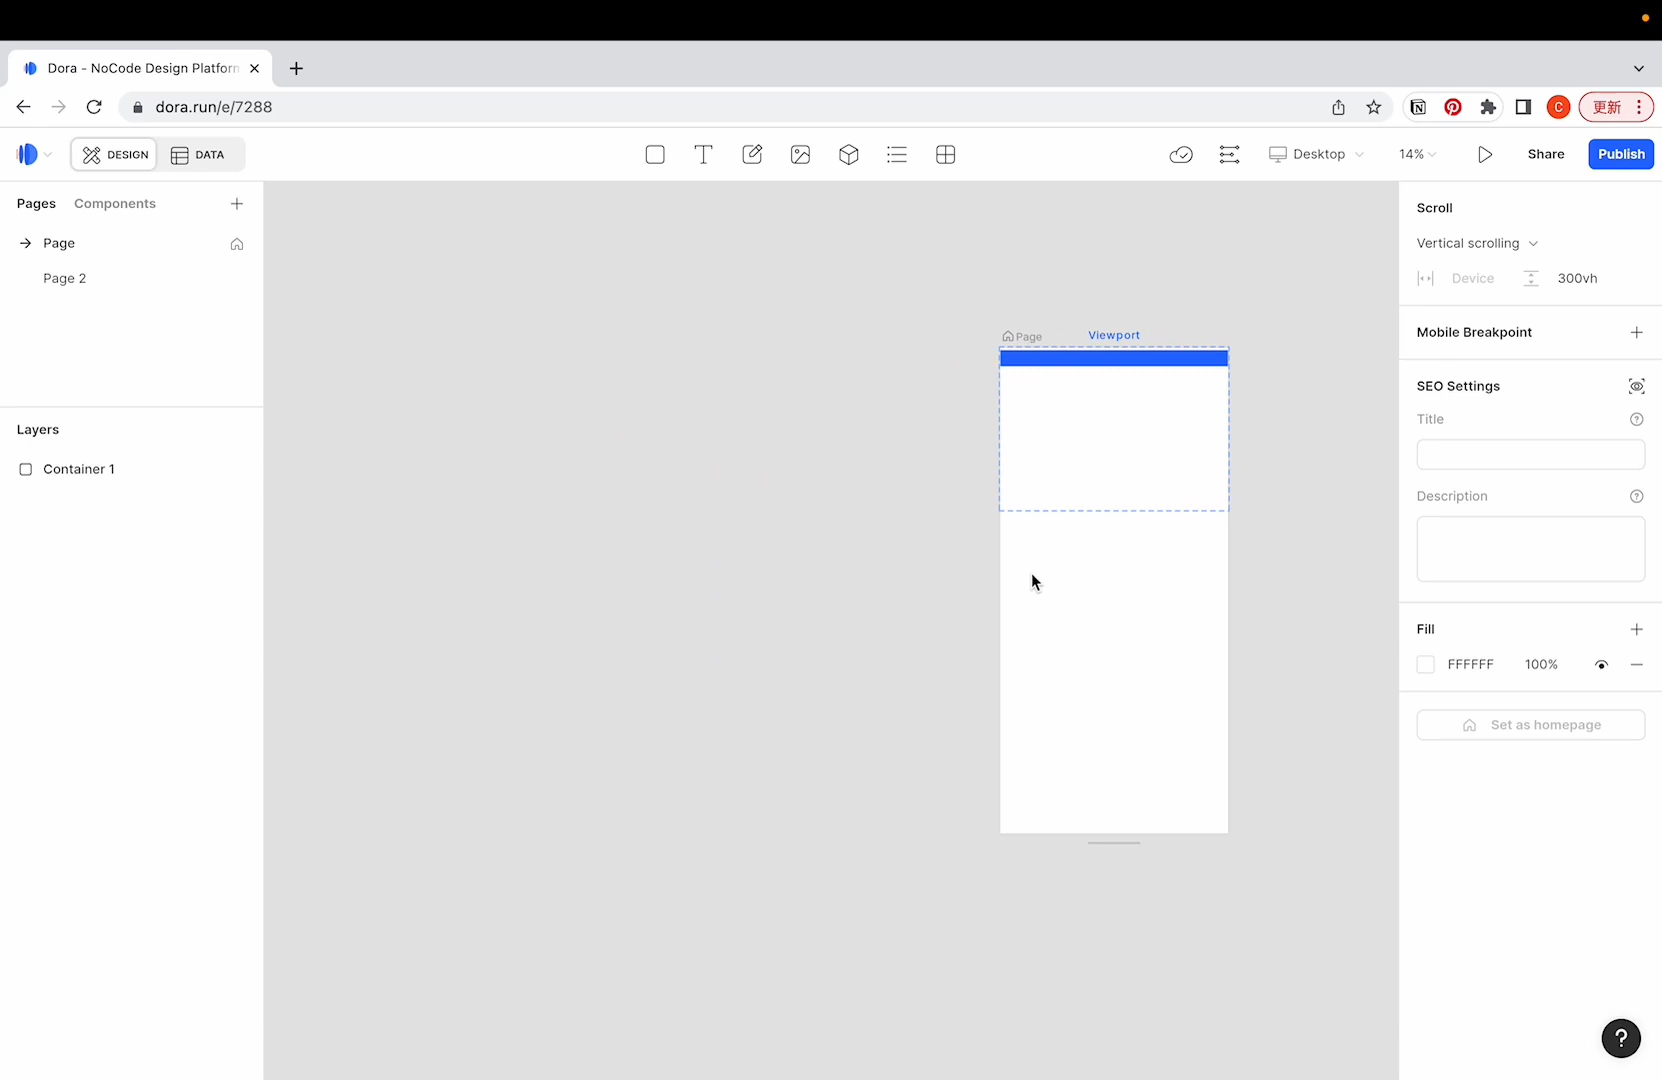 Dora - NoCode Design Platform
dora.run/e/7288
C
更新
DESIGN
DATA
Desktop
14%
Share
Publish
Pages
Components
Page
Page 2
Layers
Container 1
Page
Viewport
Scroll
Vertical scrolling
Device
300vh
Mobile Breakpoint
SEO Settings
Title
Description
Fill
FFFFFF
100%
Set as homepage
?